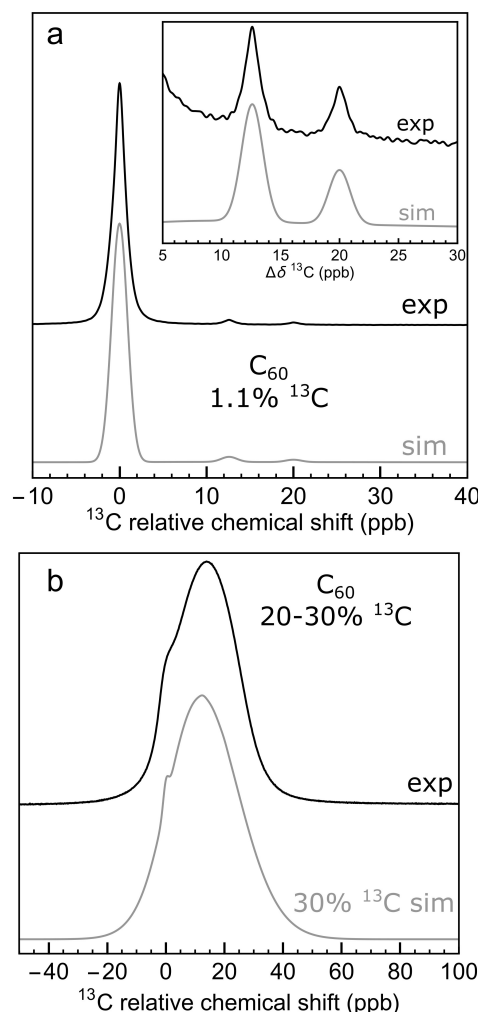 a
exp
sim
5 10 15 20 25 30
Δδ ¹³C (ppb)
exp
C₆₀
1.1% ¹³C
sim
−10 0 10 20 30 40
¹³C relative chemical shift (ppb)
b
C₆₀
20-30% ¹³C
exp
30% ¹³C sim
−40 −20 0 20 40 60 80 100
¹³C relative chemical shift (ppb)